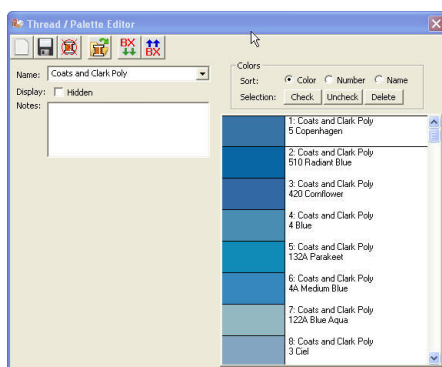 Thread / Palette Editor
BX
BX
Name: Coats and Clark Poly
Display: Hidden
Notes:
Colors
Sort: Color Number Name
Selection: Check Uncheck Delete
1: Coats and Clark Poly
5 Copenhagen
2: Coats and Clark Poly
510 Radiant Blue
3: Coats and Clark Poly
420 Cornflower
4: Coats and Clark Poly
4 Blue
5: Coats and Clark Poly
132A Parakeet
6: Coats and Clark Poly
4A Medium Blue
7: Coats and Clark Poly
122A Blue Aqua
8: Coats and Clark Poly
3 Ciel